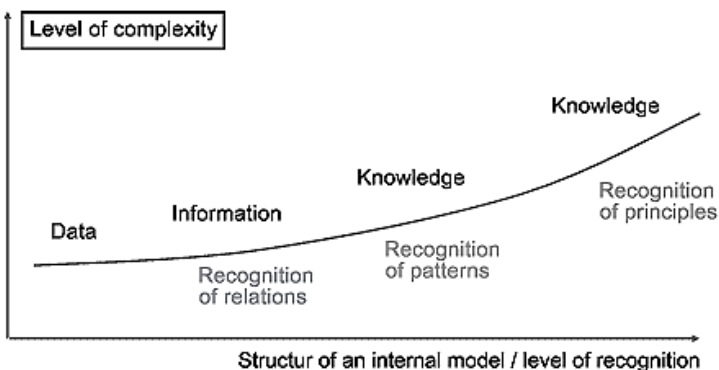 Level of complexity
Knowledge
Knowledge
Recognition
of principles
Information
Data
Recognition
of patterns
Recognition
of relations
Structur of an internal model / level of recognition